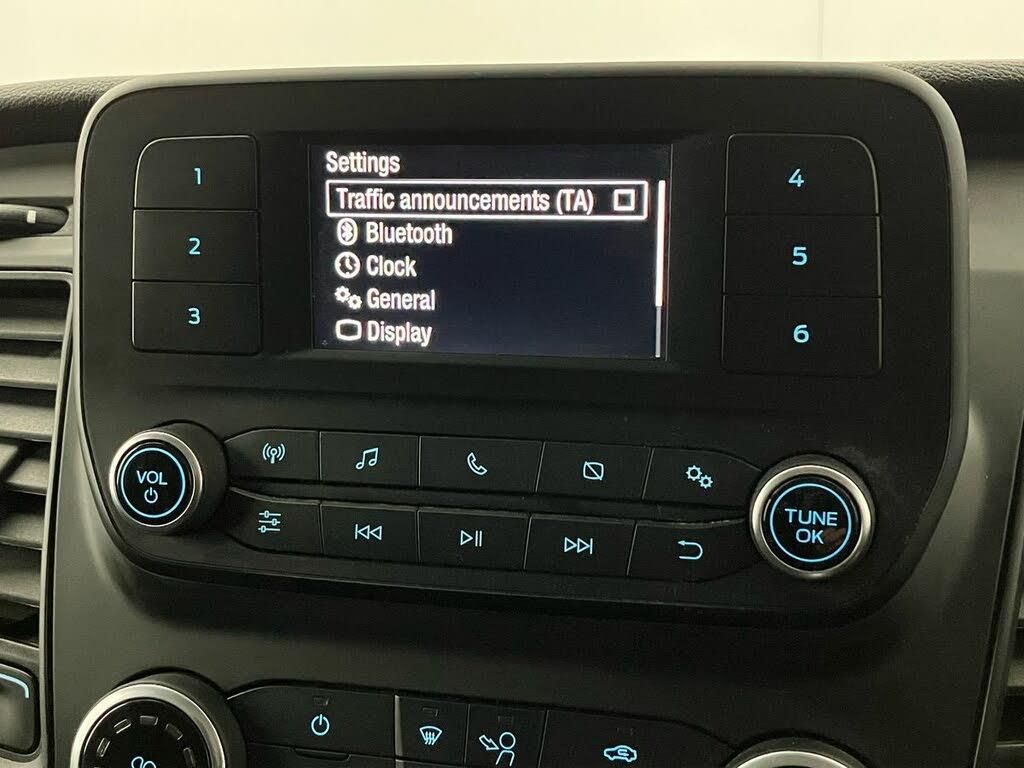 Settings
Traffic announcements (TA)
Bluetooth
Clock
General
Display
1
2
3
4
5
6
VOL
TUNE
OK